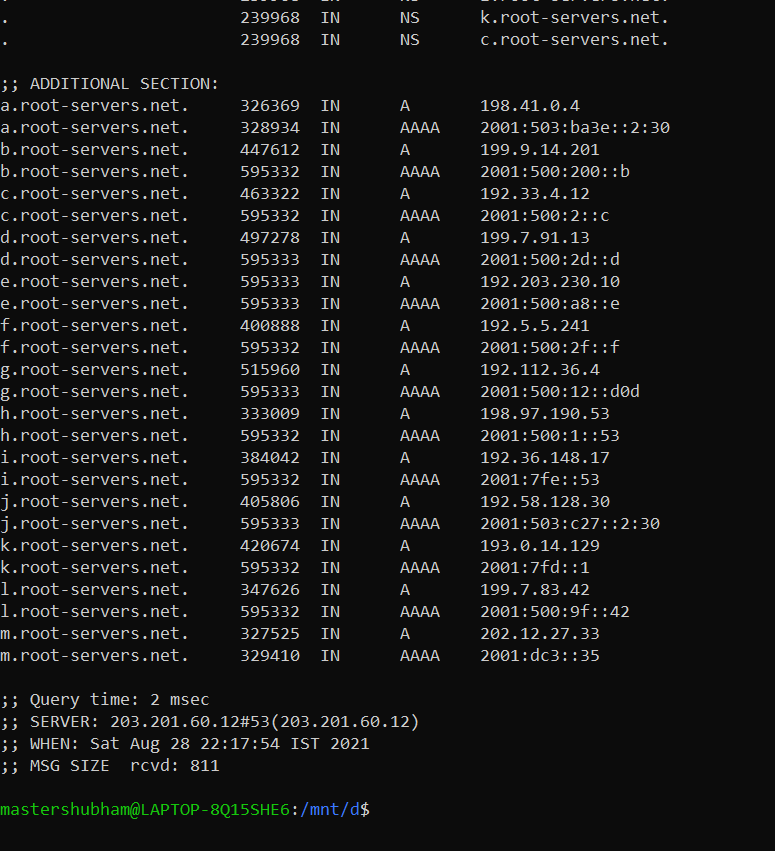 .                       239968  IN      NS      k.root-servers.net.
.                       239968  IN      NS      c.root-servers.net.

;; ADDITIONAL SECTION:
a.root-servers.net.     326369  IN      A       198.41.0.4
a.root-servers.net.     328934  IN      AAAA    2001:503:ba3e::2:30
b.root-servers.net.     447612  IN      A       199.9.14.201
b.root-servers.net.     595332  IN      AAAA    2001:500:200::b
c.root-servers.net.     463322  IN      A       192.33.4.12
c.root-servers.net.     595332  IN      AAAA    2001:500:2::c
d.root-servers.net.     497278  IN      A       199.7.91.13
d.root-servers.net.     595333  IN      AAAA    2001:500:2d::d
e.root-servers.net.     595333  IN      A       192.203.230.10
e.root-servers.net.     595333  IN      AAAA    2001:500:a8::e
f.root-servers.net.     400888  IN      A       192.5.5.241
f.root-servers.net.     595332  IN      AAAA    2001:500:2f::f
g.root-servers.net.     515960  IN      A       192.112.36.4
g.root-servers.net.     595333  IN      AAAA    2001:500:12::d0d
h.root-servers.net.     333009  IN      A       198.97.190.53
h.root-servers.net.     595332  IN      AAAA    2001:500:1::53
i.root-servers.net.     384042  IN      A       192.36.148.17
i.root-servers.net.     595332  IN      AAAA    2001:7fe::53
j.root-servers.net.     405806  IN      A       192.58.128.30
j.root-servers.net.     595333  IN      AAAA    2001:503:c27::2:30
k.root-servers.net.     420674  IN      A       193.0.14.129
k.root-servers.net.     595332  IN      AAAA    2001:7fd::1
l.root-servers.net.     347626  IN      A       199.7.83.42
l.root-servers.net.     595332  IN      AAAA    2001:500:9f::42
m.root-servers.net.     327525  IN      A       202.12.27.33
m.root-servers.net.     329410  IN      AAAA    2001:dc3::35

;; Query time: 2 msec
;; SERVER: 203.201.60.12#53(203.201.60.12)
;; WHEN: Sat Aug 28 22:17:54 IST 2021
;; MSG SIZE  rcvd: 811

mastershubham@LAPTOP-8Q15SHE6:/mnt/d$